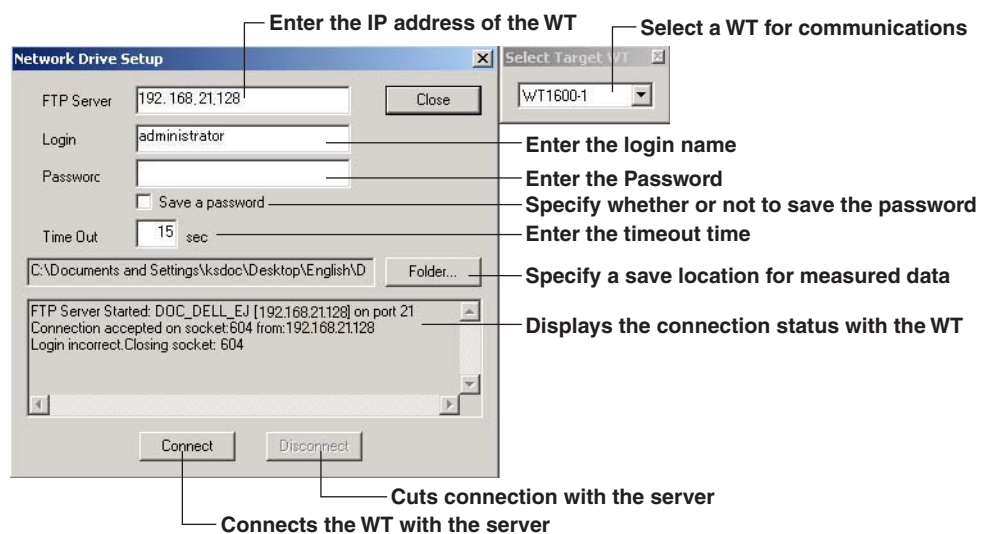 Enter the IP address of the WT
Select a WT for communications
Network Drive Setup
Select Target WT
FTP Server
192.168.21.128
Close
WT1600-1
Login
administrator
Enter the login name
Passworc
Enter the Password
Save a password
Specify whether or not to save the password
Time Out
15
sec
Enter the timeout time
C:\Documents and Settings\ksdoc\Desktop\English\D
Folder...
Specify a save location for measured data
FTP Server Started: DOC_DELL_EJ [192.168.21.128] on port 21
Connection accepted on socket:604 from:192.168.21.128
Login incorrect.Closing socket: 604
Displays the connection status with the WT
Connect
Disconnect
Cuts connection with the server
Connects the WT with the server